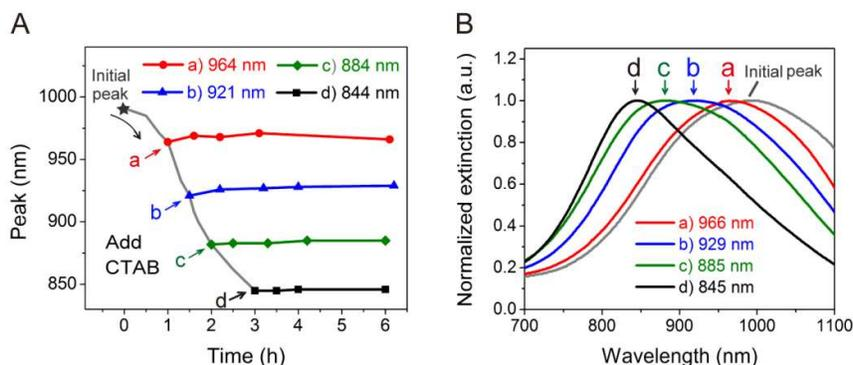 A
a) 964 nm
c) 884 nm
b) 921 nm
d) 844 nm
Initial
peak
a
b
c
d
Add
CTAB
1000
950
900
850
0
1
2
3
4
5
6
Peak (nm)
Time (h)
B
d
c
b
a
Initial peak
a) 966 nm
b) 929 nm
c) 885 nm
d) 845 nm
1.2
1.0
0.8
0.6
0.4
0.2
0.0
700
800
900
1000
1100
Normalized extinction (a.u.)
Wavelength (nm)